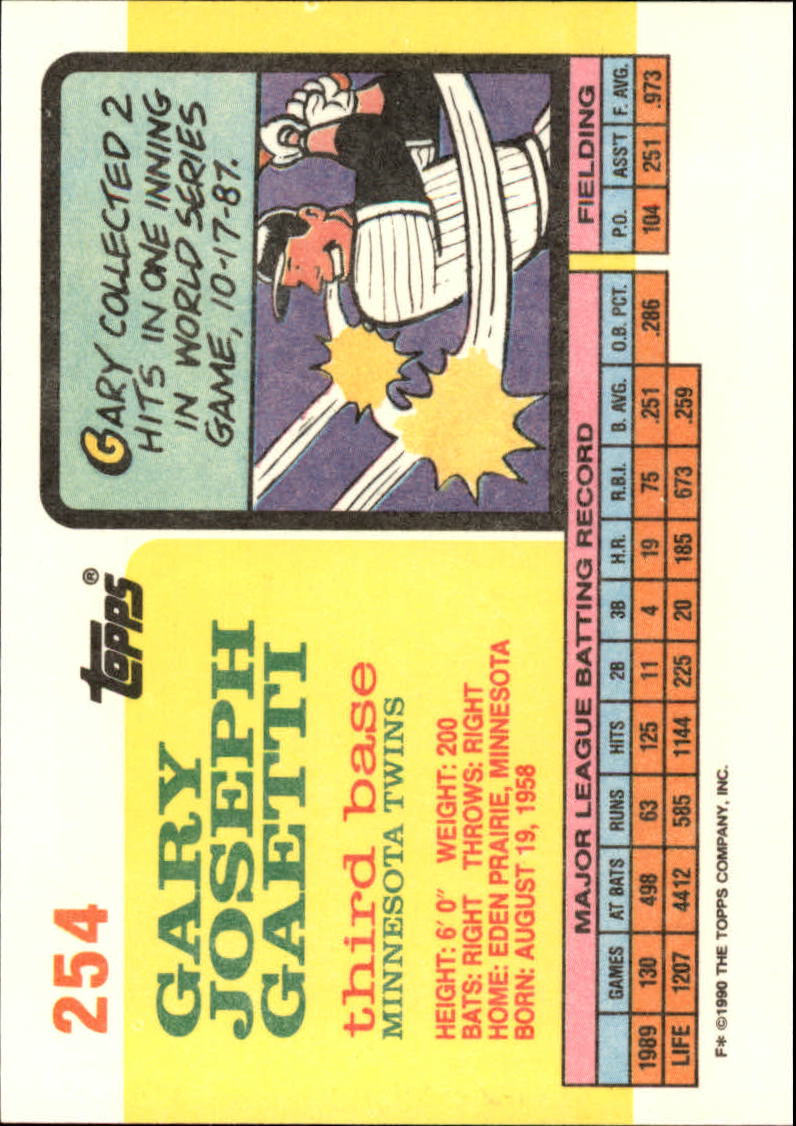 254
Topps®
GARY
JOSEPH
GAETTI
third base
MINNESOTA TWINS
HEIGHT: 6' 0" WEIGHT: 200
BATS: RIGHT THROWS: RIGHT
HOME: EDEN PRAIRIE, MINNESOTA
BORN: AUGUST 19, 1958
GARY COLLECTED 2
HITS IN ONE INNING
IN WORLD SERIES
GAME, 10-17-87.
MAJOR LEAGUE BATTING RECORD FIELDING
GAMES AT BATS RUNS HITS 2B 3B H.R. R.B.I. B. AVG. O.B. PCT. P.O. ASS'T F. AVG.
1989 130 498 63 125 11 4 19 75 .251 .286 104 251 .973
LIFE 1207 4412 585 1144 225 20 185 673 .259
F* ©1990 THE TOPPS COMPANY, INC.